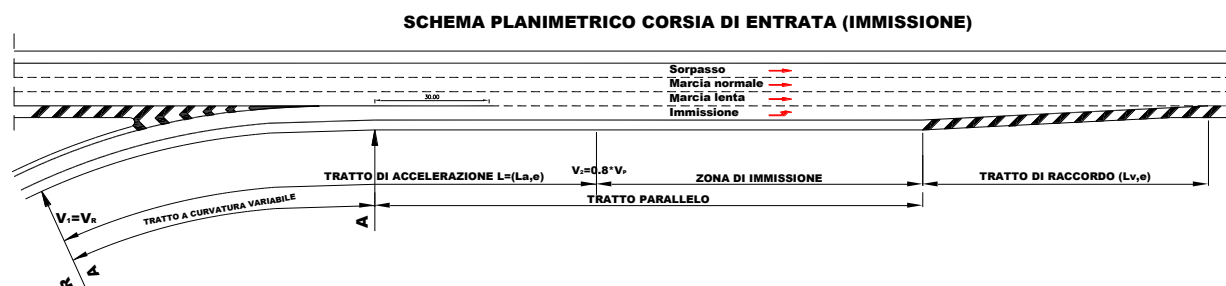 SCHEMA PLANIMETRICO CORSIA DI ENTRATA (IMMISSIONE)
Sorpasso
Marcia normale
Marcia lenta
Immissione
30.00
TRATTO DI ACCELERAZIONE L=(La,e)
V₂=0.8*Vₚ
ZONA DI IMMISSIONE
TRATTO DI RACCORDO (Lv,e)
TRATTO PARALLELO
V₁=VR
TRATTO A CURVATURA VARIABILE
A
A
R